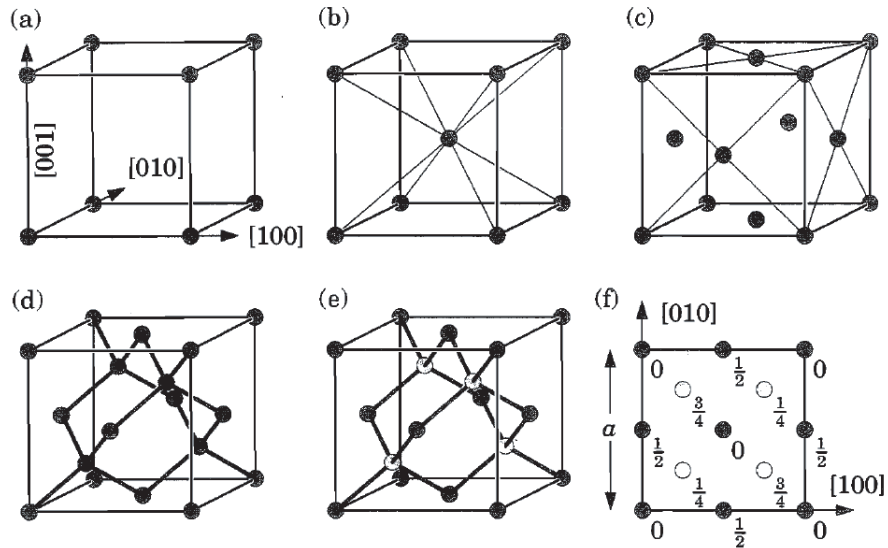 (a)
(b)
(c)
[001]
[010]
[100]
(d)
(e)
(f)
[010]
a
0
1/2
0
3/4
1/4
1/2
0
1/2
1/4
3/4
[100]
0
1/2
0